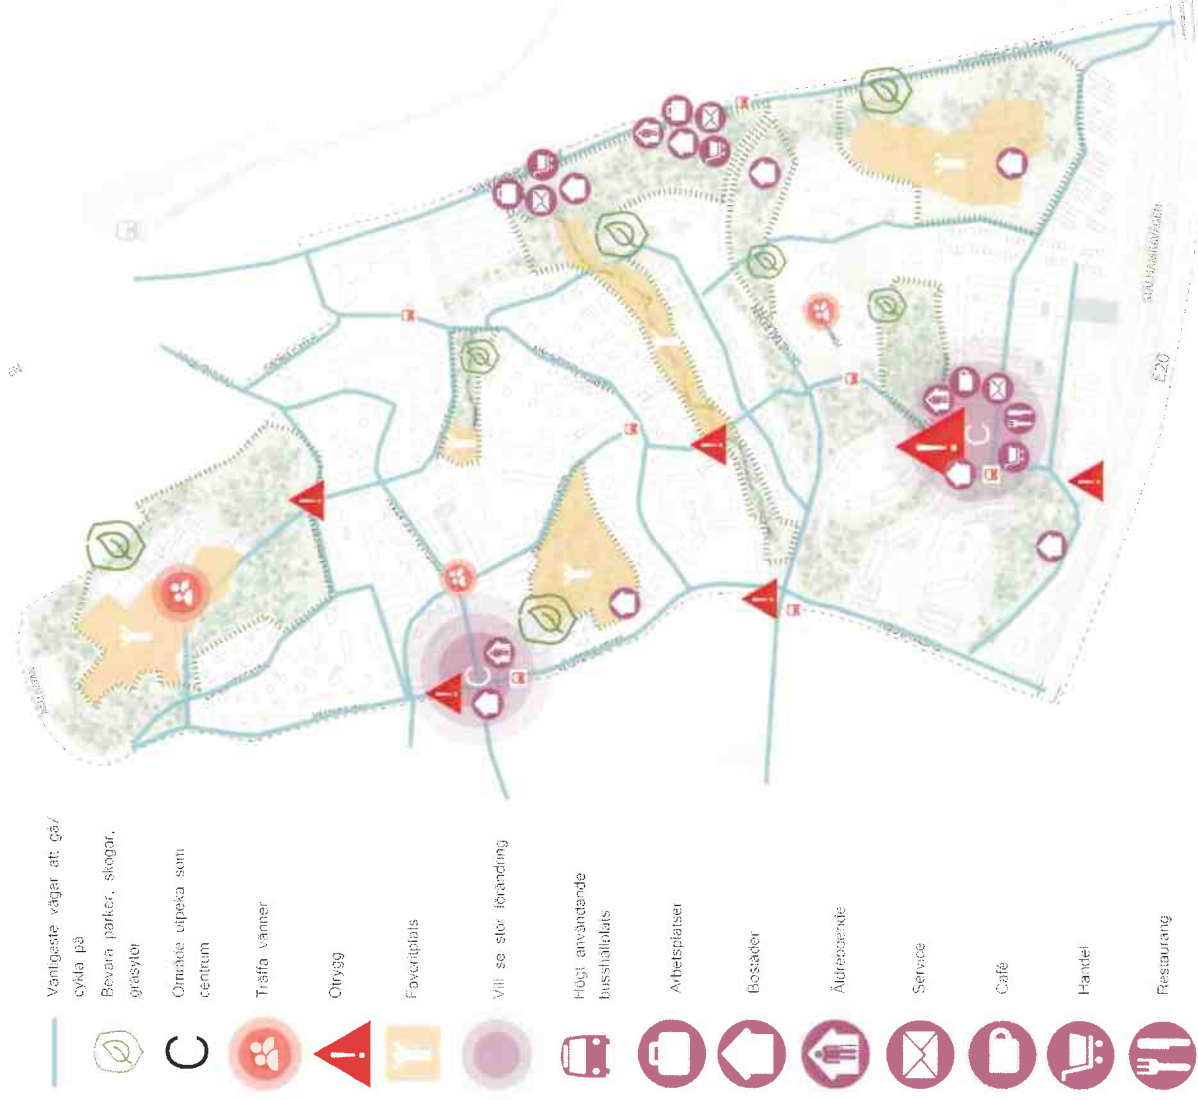 Vanligaste vägar att gå/
cykla på
Bevara parker, skogar,
gräsytor
C
Område utpeka som
centrum
Träffa vänner
Otrygg
Favoritplats
Vill se stor förändring
Högt användande
busshållplats
Arbetsplatser
Bostäder
Äldreboende
Service
Café
Handel
Restaurang
C
C
E20